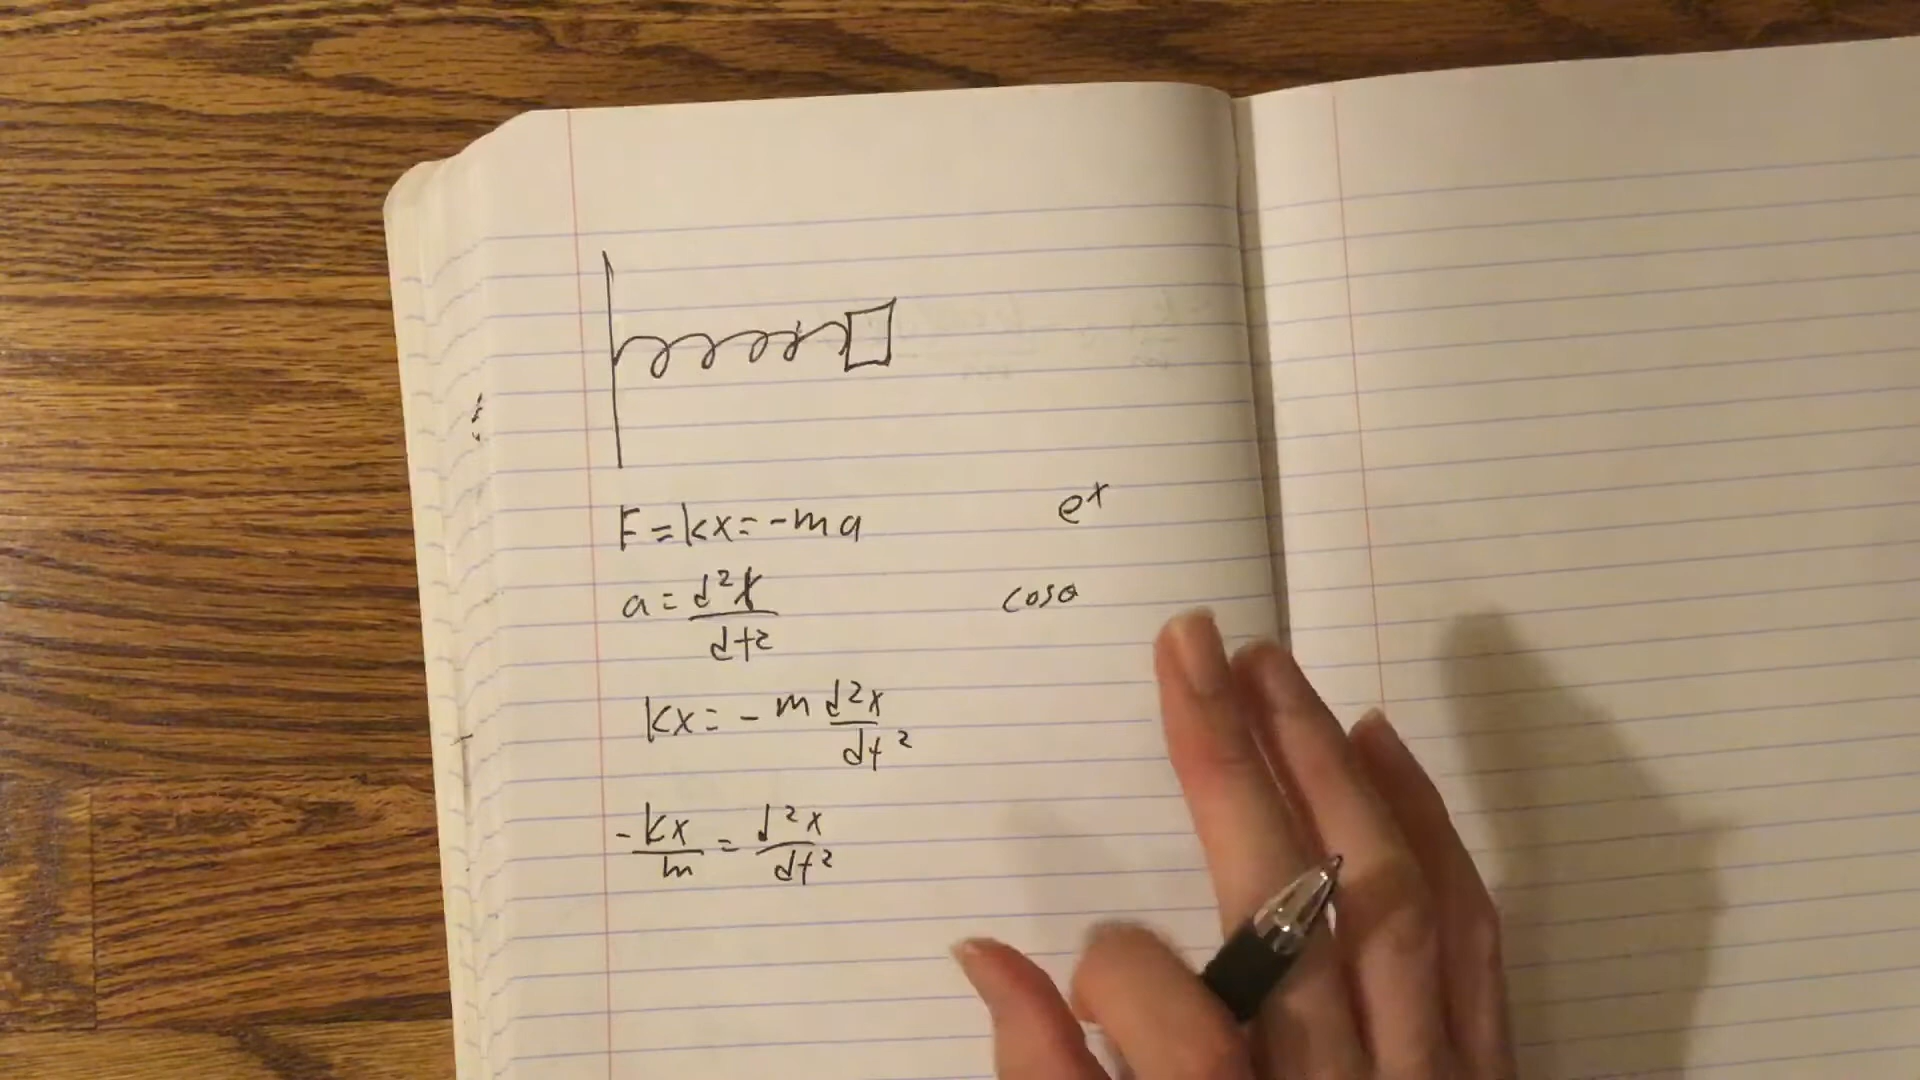 F = kx = -ma
e^x
a = d²x/dt²
cosθ
kx = -m d²x/dt²
-kx/m = d²x/dt²